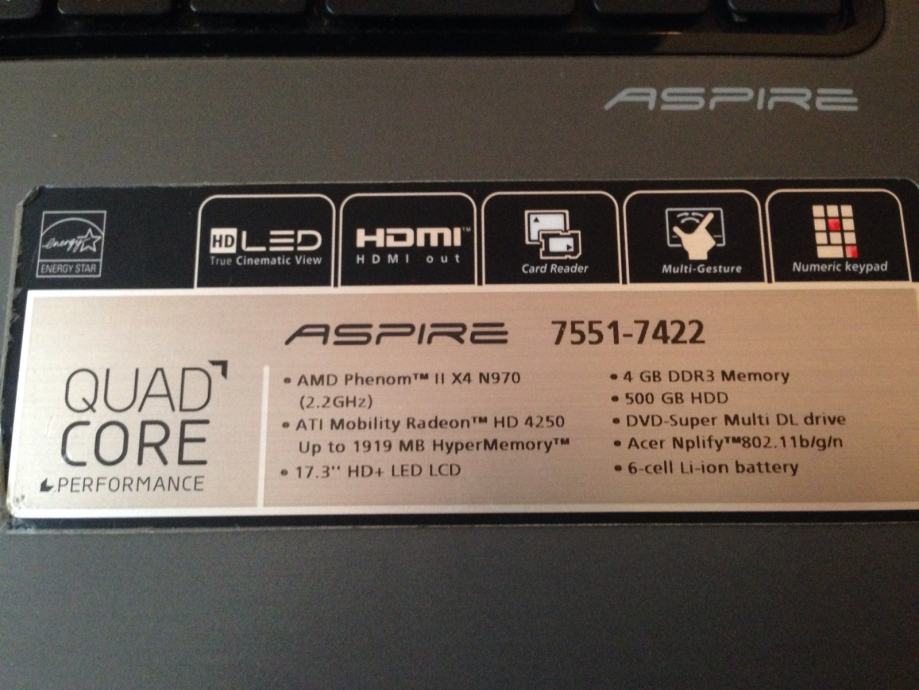 ASPIRE
energy
ENERGY STAR
HD LED
True Cinematic View
HDMI™
HDMI out
Card Reader
Multi-Gesture
Numeric keypad
ASPIRE 7551-7422
QUAD
CORE
PERFORMANCE
• AMD Phenom™ II X4 N970
(2.2GHz)
• ATI Mobility Radeon™ HD 4250
Up to 1919 MB HyperMemory™
• 17.3'' HD+ LED LCD
• 4 GB DDR3 Memory
• 500 GB HDD
• DVD-Super Multi DL drive
• Acer Nplify™802.11b/g/n
• 6-cell Li-ion battery